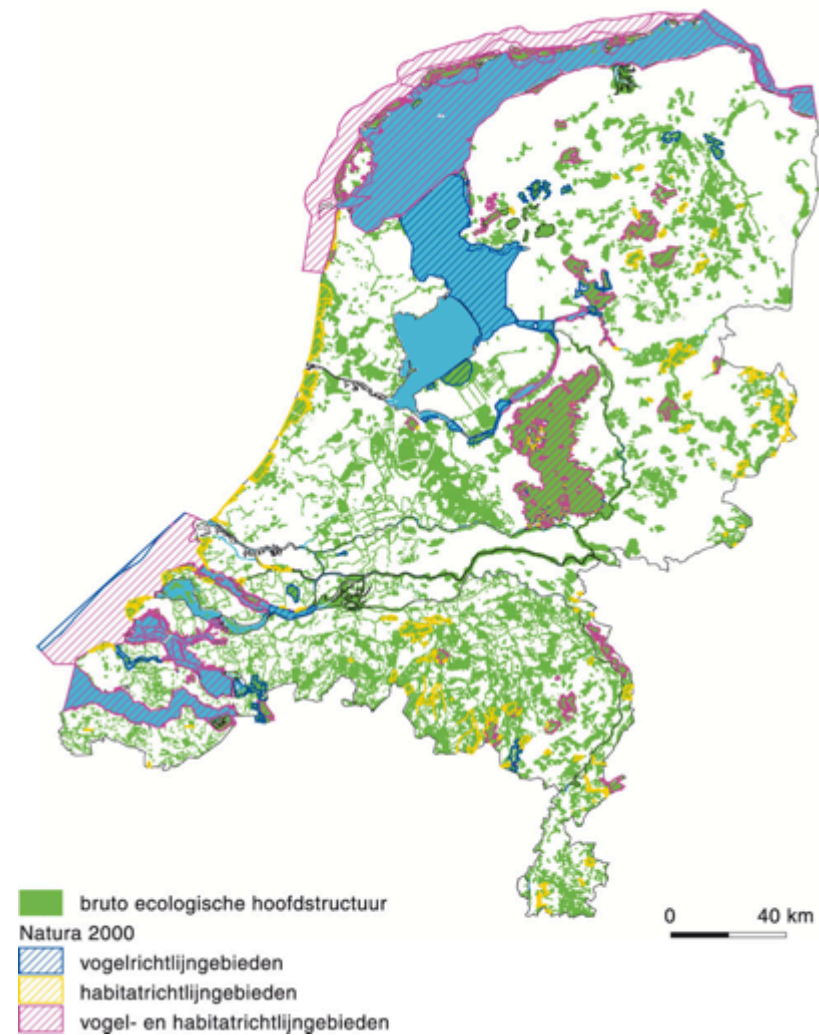 bruto ecologische hoofdstructuur
Natura 2000
vogelrichtlijngebieden
habitatrichtlijngebieden
vogel- en habitatrichtlijngebieden
0 40 km